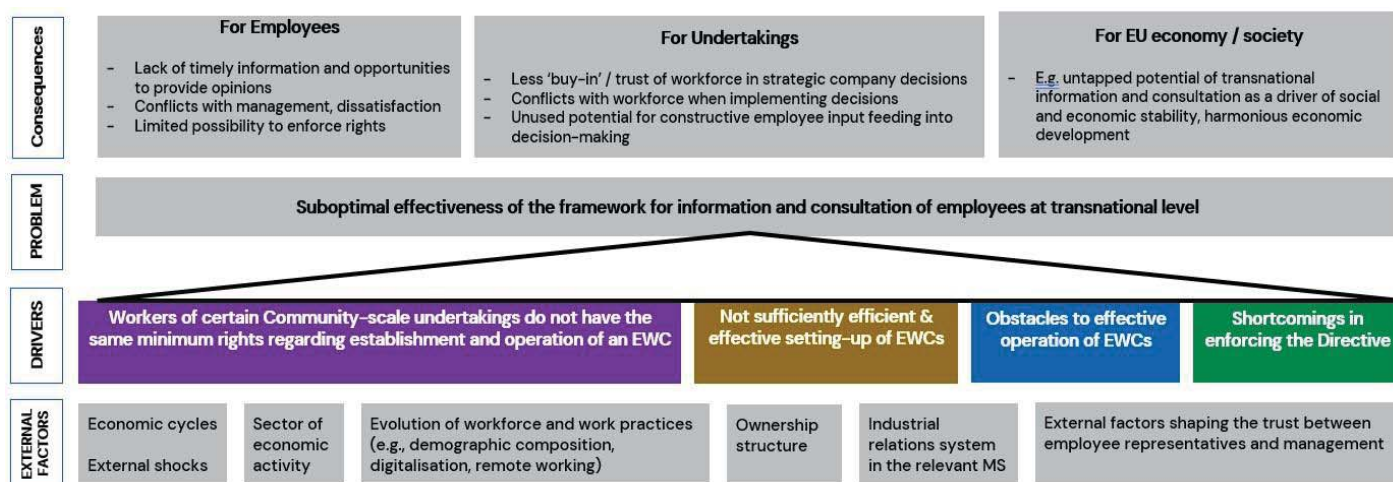 Consequences
For Employees
- Lack of timely information and opportunities
to provide opinions
- Conflicts with management, dissatisfaction
- Limited possibility to enforce rights
For Undertakings
- Less ‘buy-in’ / trust of workforce in strategic company decisions
- Conflicts with workforce when implementing decisions
- Unused potential for constructive employee input feeding into
decision-making
For EU economy / society
- E.g. untapped potential of transnational
information and consultation as a driver of social
and economic stability, harmonious economic
development
PROBLEM
Suboptimal effectiveness of the framework for information and consultation of employees at transnational level
DRIVERS
Workers of certain Community-scale undertakings do not have the
same minimum rights regarding establishment and operation of an EWC
Not sufficiently efficient &
effective setting-up of EWCs
Obstacles to effective
operation of EWCs
Shortcomings in
enforcing the Directive
EXTERNAL
FACTORS
Economic cycles
External shocks
Sector of
economic
activity
Evolution of workforce and work practices
(e.g., demographic composition,
digitalisation, remote working)
Ownership
structure
Industrial
relations system
in the relevant MS
External factors shaping the trust between
employee representatives and management